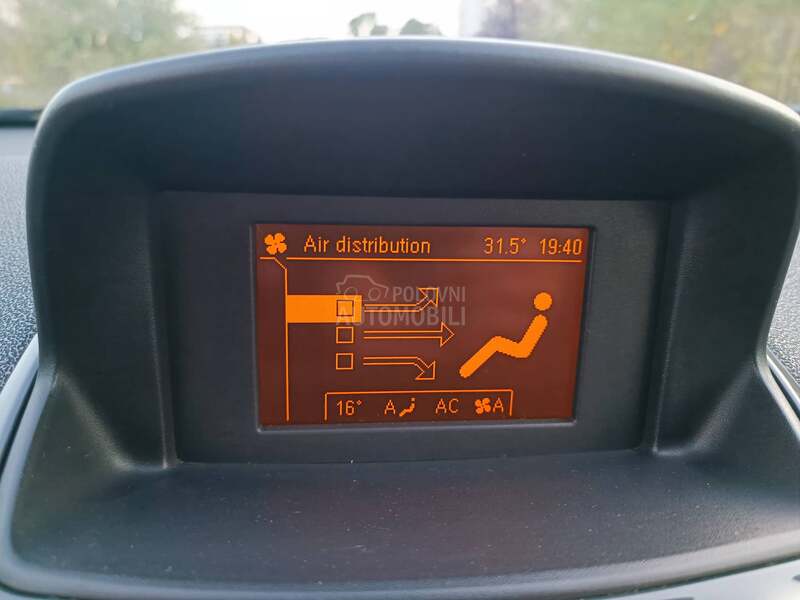 Air distribution 31.5° 19:40
POLOVNI
AUTOMOBILI
16° A AC A